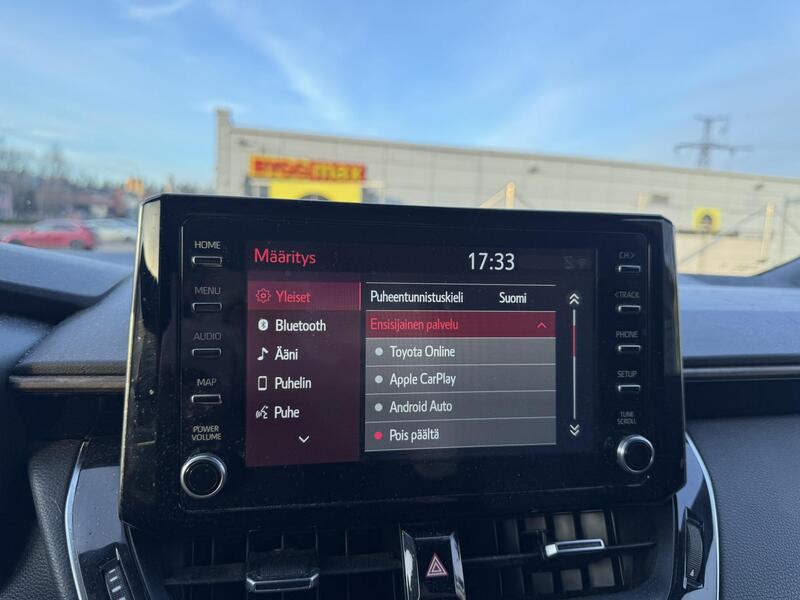 BYGGmax
HOME
MENU
AUDIO
MAP
POWER
VOLUME
Määritys
17:33
Yleiset
Bluetooth
Ääni
Puhelin
Puhe
Puheentunnistuskieli Suomi
Ensisijainen palvelu
Toyota Online
Apple CarPlay
Android Auto
Pois päältä
CH >
< TRACK
PHONE
SETUP
TUNE
SCROLL